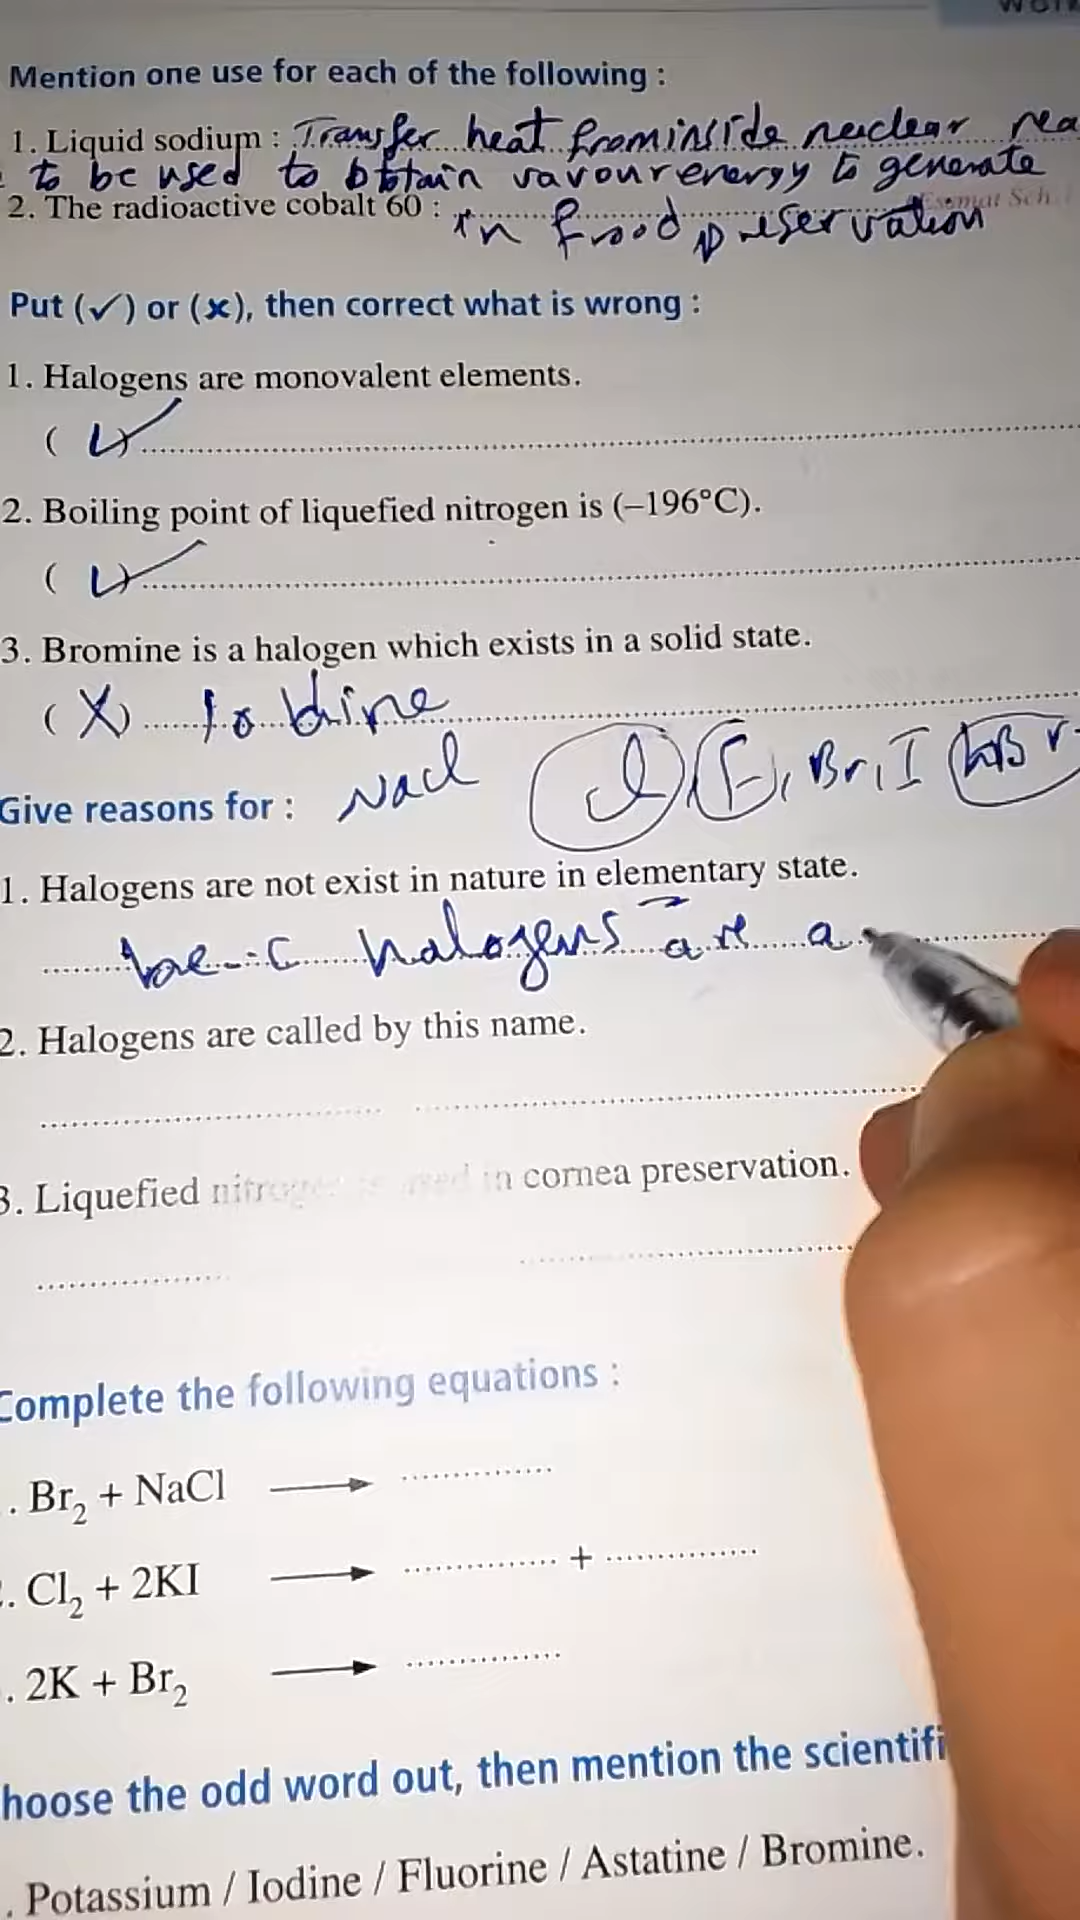 Mention one use for each of the following :
1. Liquid sodium : Transfer heat from inside nuclear rea
to be used to obtain vavour energy to generate
2. The radioactive cobalt 60 : in food preservation
Put (✓) or (x), then correct what is wrong :
1. Halogens are monovalent elements.
( ✓ )
2. Boiling point of liquefied nitrogen is (–196°C).
( ✓ )
3. Bromine is a halogen which exists in a solid state.
( X )
Give reasons for : Nacl cl, F, Br, I
1. Halogens are not exist in nature in elementary state.
halogens are a
2. Halogens are called by this name.
3. Liquefied nitrogen is used in cornea preservation.
Complete the following equations :
. Br₂ + NaCl ⟶
. Cl₂ + 2KI ⟶ +
. 2K + Br₂ ⟶
hoose the odd word out, then mention the scientifi
. Potassium / Iodine / Fluorine / Astatine / Bromine.